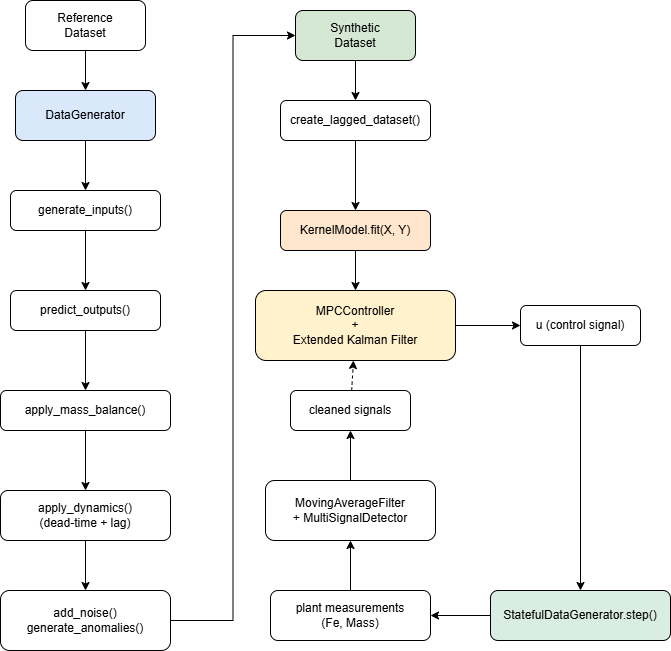 Reference
Dataset
DataGenerator
generate_inputs()
predict_outputs()
apply_mass_balance()
apply_dynamics()
(dead-time + lag)
add_noise()
generate_anomalies()
Synthetic
Dataset
create_lagged_dataset()
KernelModel.fit(X, Y)
MPCController
+
Extended Kalman Filter
u (control signal)
cleaned signals
MovingAverageFilter
+ MultiSignalDetector
plant measurements
(Fe, Mass)
StatefulDataGenerator.step()